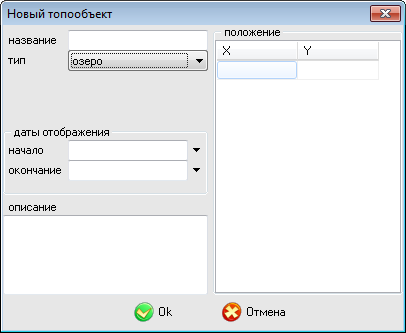 Новый топообъект
название
тип
озеро
даты отображения
начало
окончание
описание
положение
X Y
Ok
Отмена